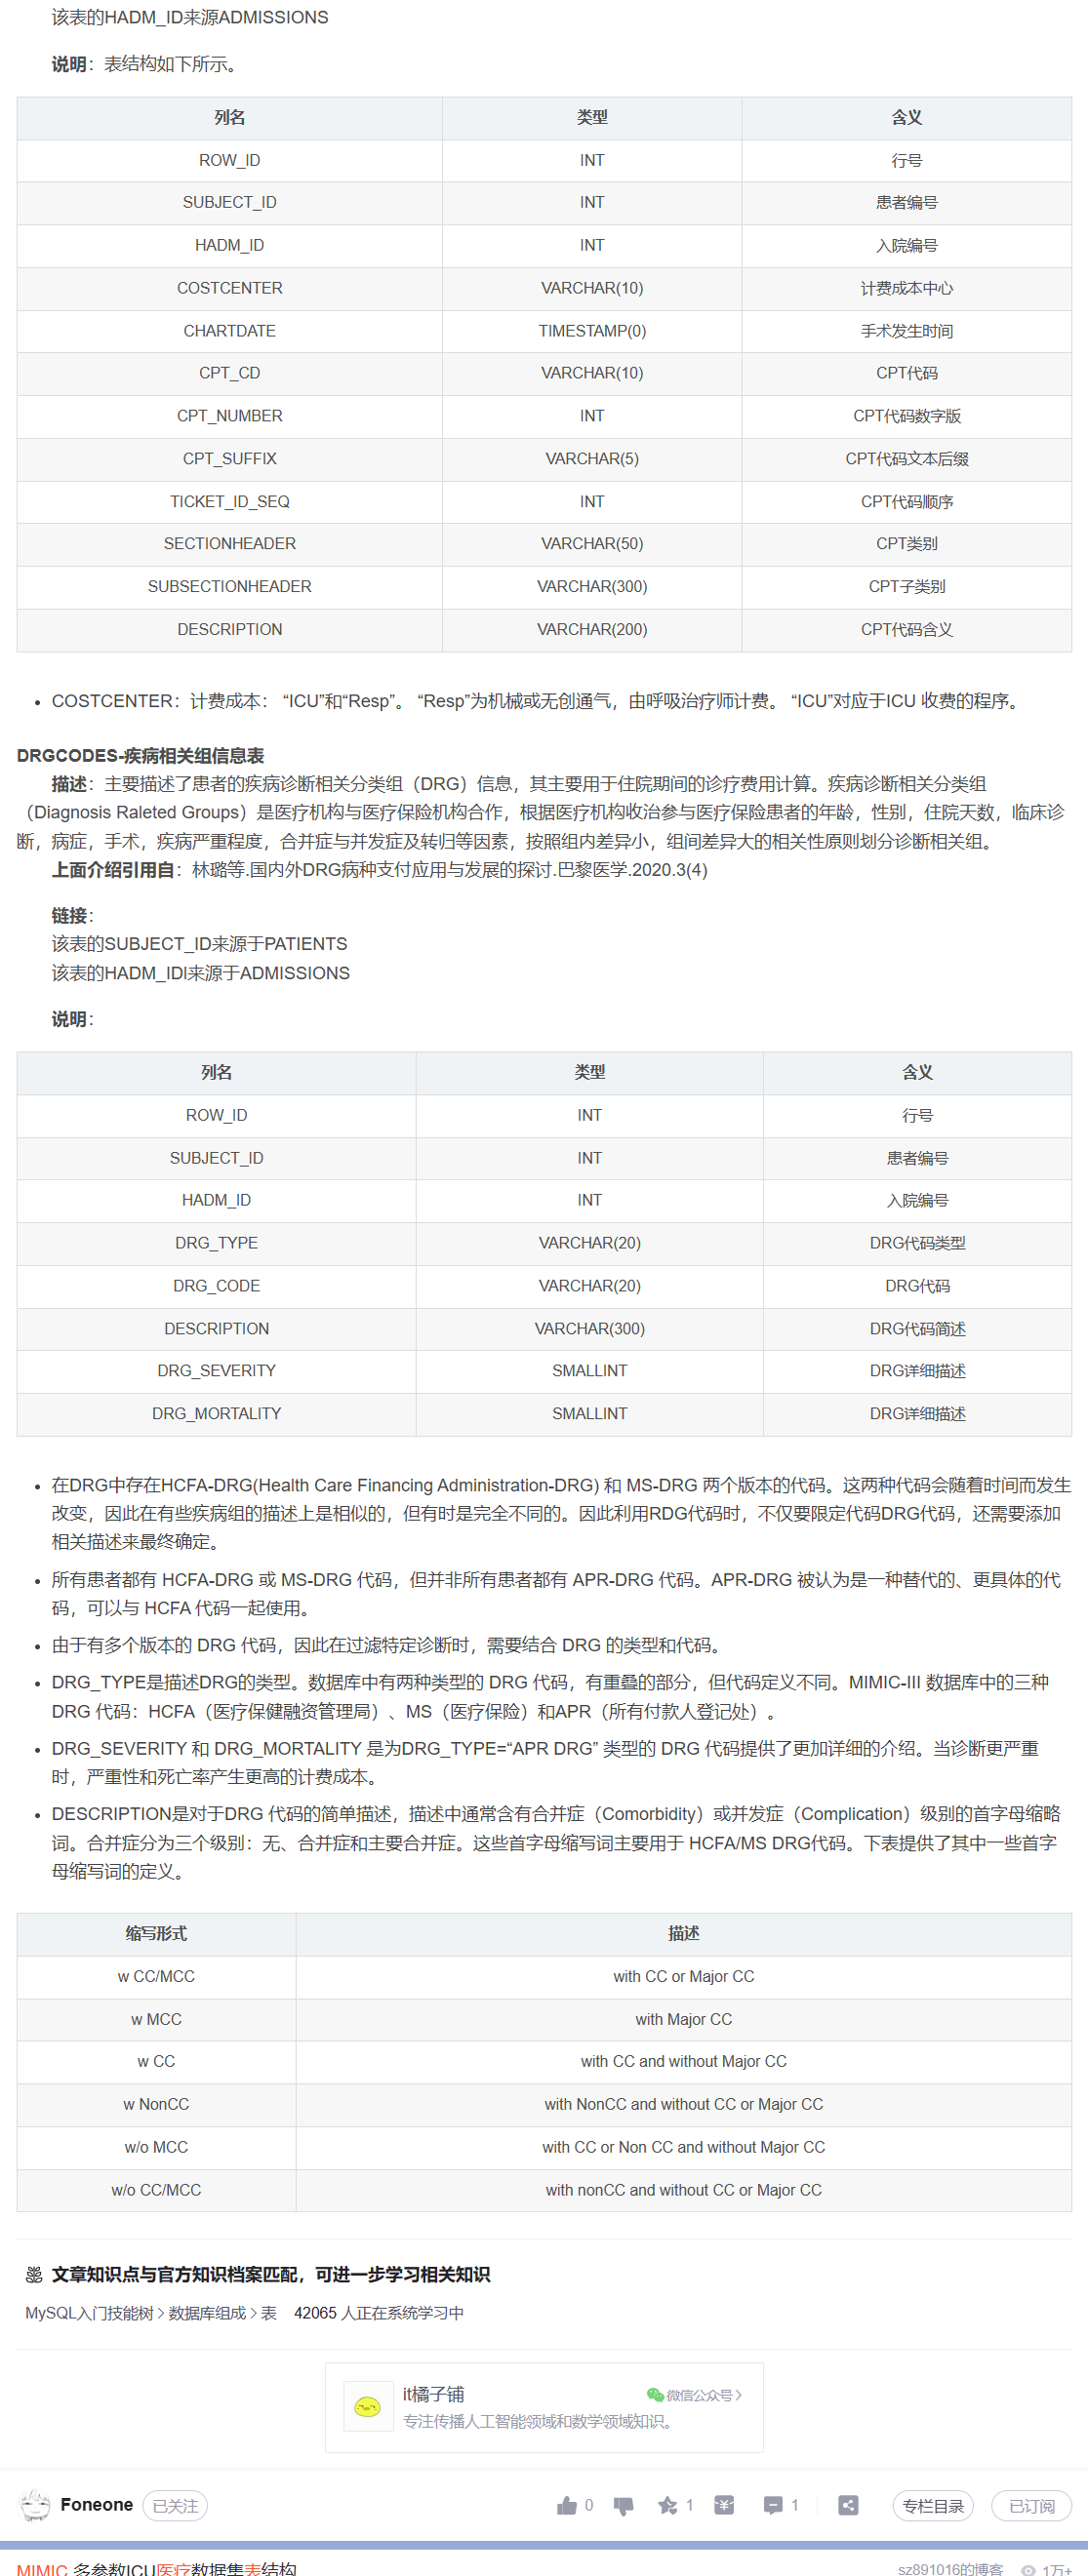 该表的HADM_ID来源ADMISSIONS
说明：表结构如下所示。
列名 类型 含义
ROW_ID INT 行号
SUBJECT_ID INT 患者编号
HADM_ID INT 入院编号
COSTCENTER VARCHAR(10) 计费成本中心
CHARTDATE TIMESTAMP(0) 手术发生时间
CPT_CD VARCHAR(10) CPT代码
CPT_NUMBER INT CPT代码数字版
CPT_SUFFIX VARCHAR(5) CPT代码文本后缀
TICKET_ID_SEQ INT CPT代码顺序
SECTIONHEADER VARCHAR(50) CPT类别
SUBSECTIONHEADER VARCHAR(300) CPT子类别
DESCRIPTION VARCHAR(200) CPT代码含义
• COSTCENTER：计费成本： “ICU”和“Resp”。 “Resp”为机械或无创通气，由呼吸治疗师计费。 “ICU”对应于ICU 收费的程序。
DRGCODES-疾病相关组信息表
描述：主要描述了患者的疾病诊断相关分类组（DRG）信息，其主要用于住院期间的诊疗费用计算。疾病诊断相关分类组
（Diagnosis Raleted Groups）是医疗机构与医疗保险机构合作，根据医疗机构收治参与医疗保险患者的年龄，性别，住院天数，临床诊
断，病症，手术，疾病严重程度，合并症与并发症及转归等因素，按照组内差异小，组间差异大的相关性原则划分诊断相关组。
上面介绍引用自：林璐等.国内外DRG病种支付应用与发展的探讨.巴黎医学.2020.3(4)
链接：
该表的SUBJECT_ID来源于PATIENTS
该表的HADM_IDI来源于ADMISSIONS
说明：
列名 类型 含义
ROW_ID INT 行号
SUBJECT_ID INT 患者编号
HADM_ID INT 入院编号
DRG_TYPE VARCHAR(20) DRG代码类型
DRG_CODE VARCHAR(20) DRG代码
DESCRIPTION VARCHAR(300) DRG代码简述
DRG_SEVERITY SMALLINT DRG详细描述
DRG_MORTALITY SMALLINT DRG详细描述
• 在DRG中存在HCFA-DRG(Health Care Financing Administration-DRG) 和 MS-DRG 两个版本的代码。这两种代码会随着时间而发生
改变，因此在有些疾病组的描述上是相似的，但有时是完全不同的。因此利用RDG代码时，不仅要限定代码DRG代码，还需要添加
相关描述来最终确定。
• 所有患者都有 HCFA-DRG 或 MS-DRG 代码，但并非所有患者都有 APR-DRG 代码。APR-DRG 被认为是一种替代的、更具体的代
码，可以与 HCFA 代码一起使用。
• 由于有多个版本的 DRG 代码，因此在过滤特定诊断时，需要结合 DRG 的类型和代码。
• DRG_TYPE是描述DRG的类型。数据库中有两种类型的 DRG 代码，有重叠的部分，但代码定义不同。MIMIC-III 数据库中的三种
DRG 代码：HCFA（医疗保健融资管理局）、MS（医疗保险）和APR（所有付款人登记处）。
• DRG_SEVERITY 和 DRG_MORTALITY 是为DRG_TYPE=“APR DRG” 类型的 DRG 代码提供了更加详细的介绍。当诊断更严重
时，严重性和死亡率产生更高的计费成本。
• DESCRIPTION是对于DRG 代码的简单描述，描述中通常含有合并症（Comorbidity）或并发症（Complication）级别的首字母缩略
词。合并症分为三个级别：无、合并症和主要合并症。这些首字母缩写词主要用于 HCFA/MS DRG代码。下表提供了其中一些首字
母缩写词的定义。
缩写形式 描述
w CC/MCC with CC or Major CC
w MCC with Major CC
w CC with CC and without Major CC
w NonCC with NonCC and without CC or Major CC
w/o MCC with CC or Non CC and without Major CC
w/o CC/MCC with nonCC and without CC or Major CC
文章知识点与官方知识档案匹配，可进一步学习相关知识
MySQL入门技能树 > 数据库组成 > 表 42065 人正在系统学习中
it橘子铺 微信公众号 >
专注传播人工智能领域和数学领域知识。
Foneone 已关注 0 1 1 专栏目录 已订阅
MIMIC 多参数ICU医疗数据集表结构 sz891016的博客 1万+